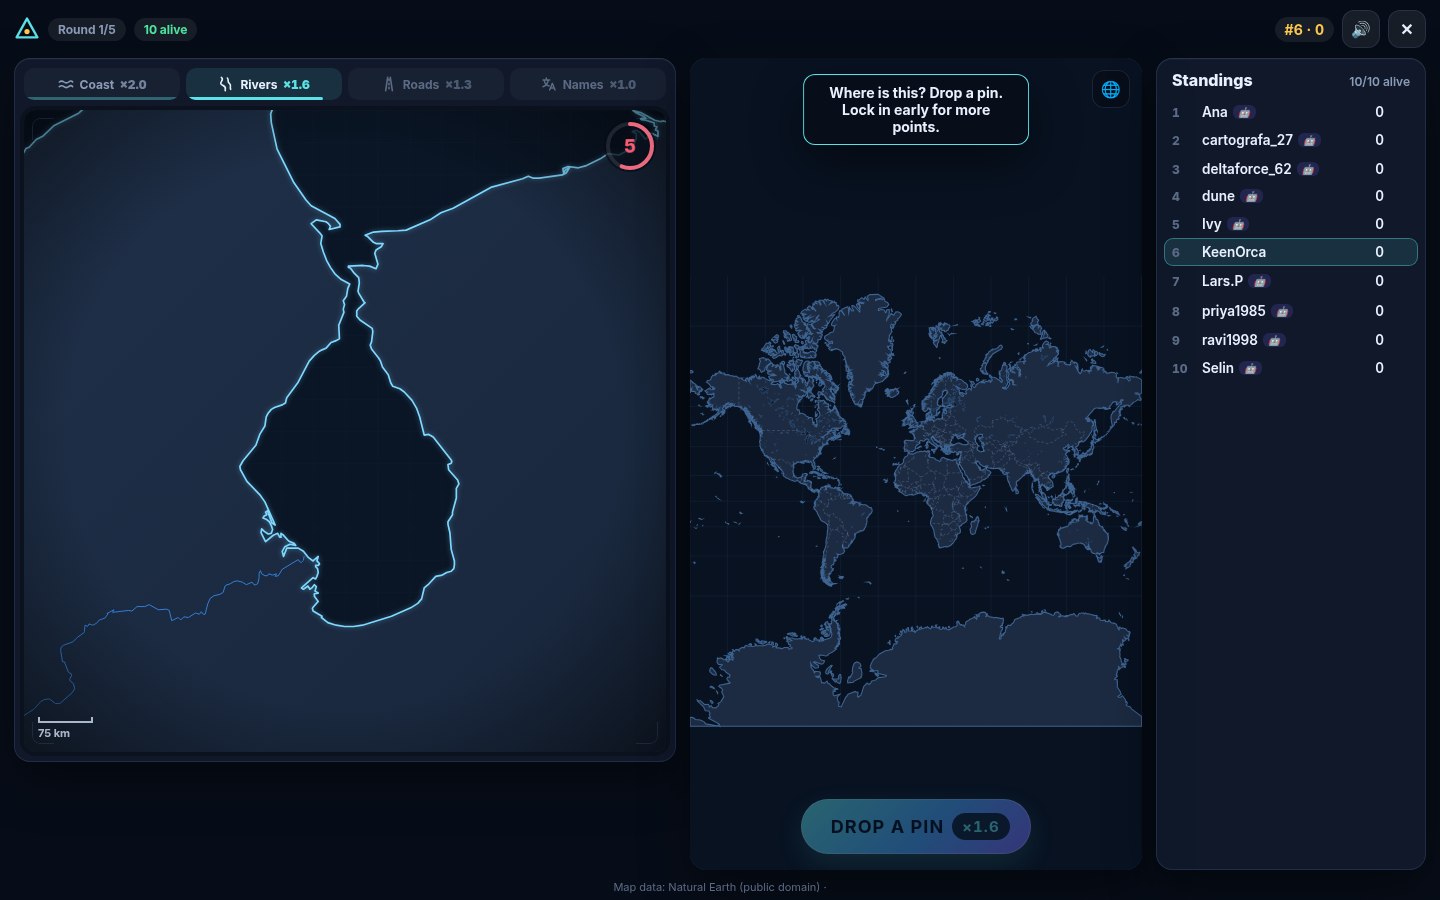 Round 1/5
10 alive
#6 · 0
Coast ×2.0
Rivers ×1.6
Roads ×1.3
Names ×1.0
5
75 km
Where is this? Drop a pin.
Lock in early for more
points.
DROP A PIN ×1.6
Standings
10/10 alive
1 Ana 0
2 cartografa_27 0
3 deltaforce_62 0
4 dune 0
5 Ivy 0
6 KeenOrca 0
7 Lars.P 0
8 priya1985 0
9 ravi1998 0
10 Selin 0
Map data: Natural Earth (public domain) ·